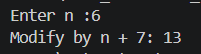 Enter n :6
Modify by n + 7: 13